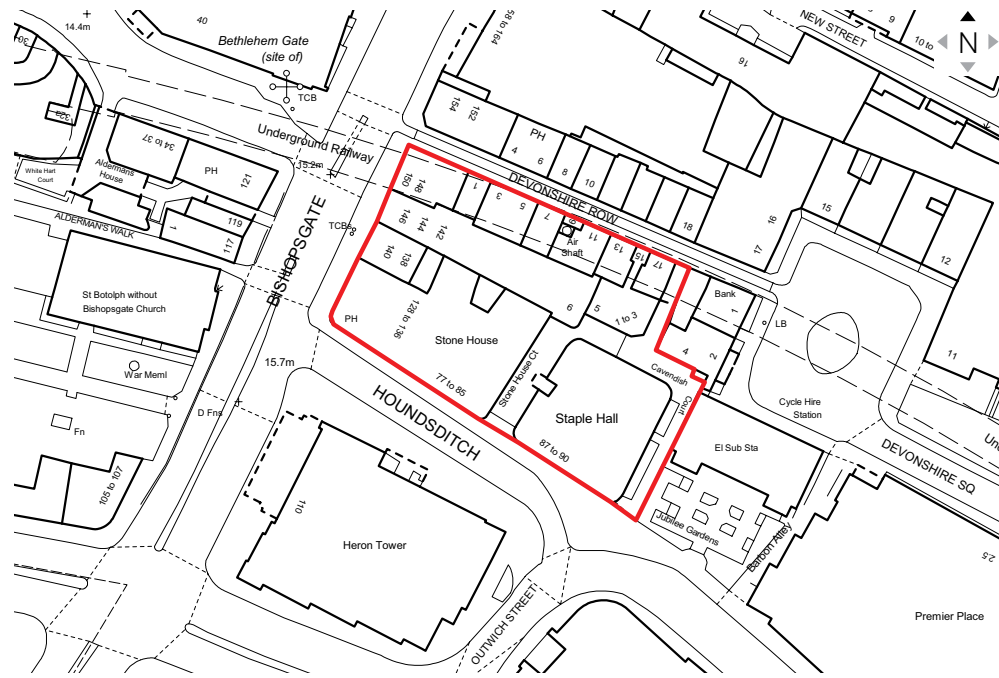 14.4m
40
Bethlehem Gate
(site of)
TCB
58 to 164
NEW STREET
9
10 to
N
16
154
152
PH
4
6
8
10
18
17
16
15
12
11
323
34 to 37
PH
121
Underground Railway
15.2m
White Hart
Court
Aldermans
House
ALDERMAN'S WALK
1
119
117
BISHOPSGATE
TCBs
DEVONSHIRE ROW
150
148
146
144
142
140
138
1
3
5
7
9
11
13
15
17
Air
Shaft
6
5
1 to 3
Bank
1
2
4
LB
St Botolph without
Bishopsgate Church
War Meml
D Fns
Fn
105 to 107
15.7m
PH
128 to 136
Stone House
77 to 85
Stone House Ct
Staple Hall
87 to 90
Cavendish
Court
HOUNDSDITCH
Cycle Hire
Station
El Sub Sta
DEVONSHIRE SQ
Jubilee Gardens
Balbon Alley
110
Heron Tower
OUTWICH STREET
Premier Place